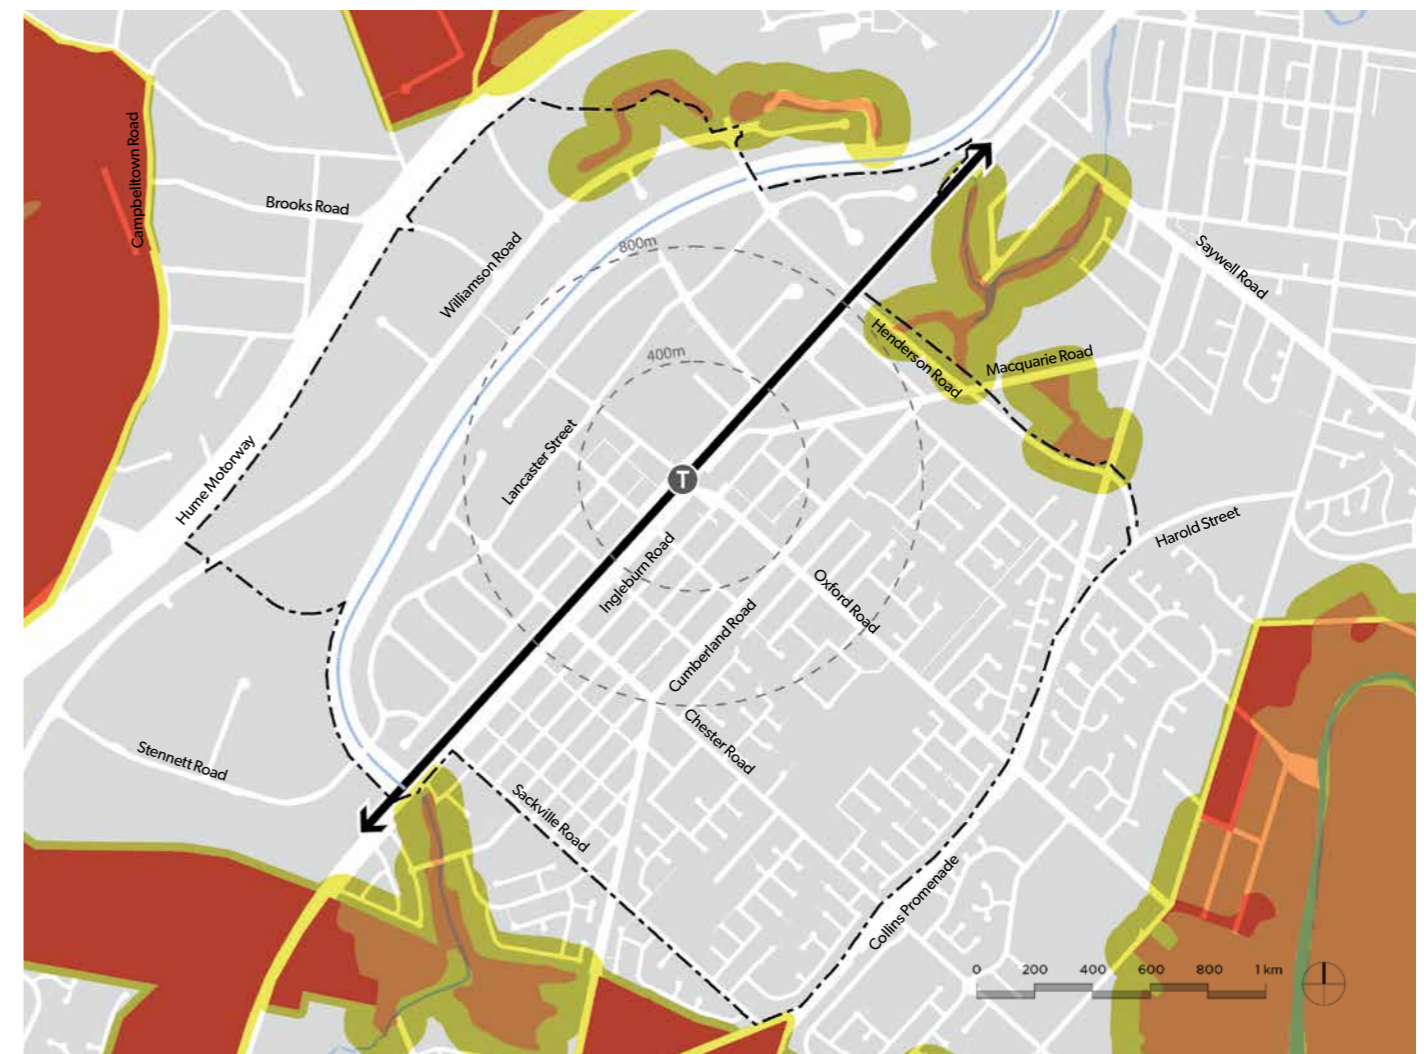 Campbelltown Road
Brooks Road
Williamson Road
Saywell Road
800m
Henderson Road
Macquarie Road
400m
Lancaster Street
Hume Motorway
T
Harold Street
Ingleburn Road
Oxford Road
Cumberland Road
Chester Road
Stennett Road
Sackville Road
Collins Promenade
0 200 400 600 800 1 km